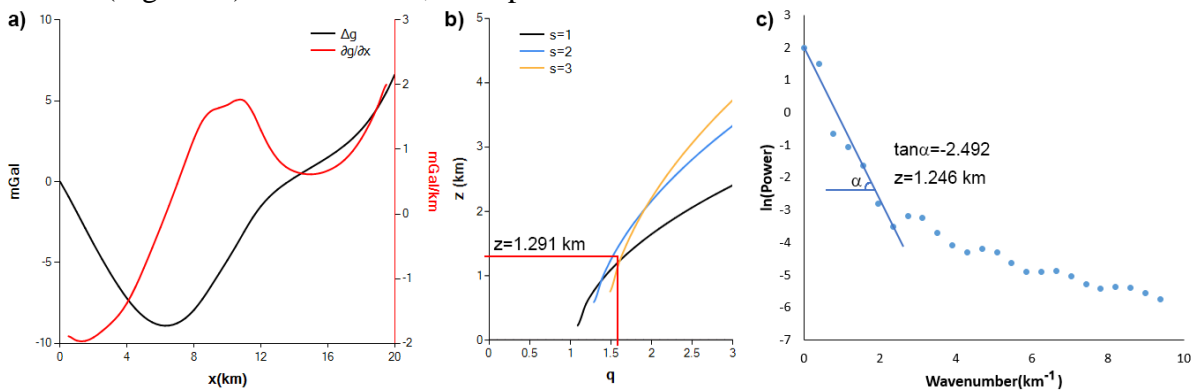 a)
10
5
0
-5
-10
mGal
Δg
∂g/∂x
3
2
1
0
-1
-2
mGal/km
0 4 8 12 16 20
x(km)
b)
s=1
s=2
s=3
5
4
3
2
1
0
z (km)
z=1.291 km
0 0.5 1 1.5 2 2.5 3
q
c)
3
2
1
0
-1
-2
-3
-4
-5
-6
-7
ln(Power)
tanα=-2.492
z=1.246 km
α
0 2 4 6 8 10
Wavenumber(km⁻¹)